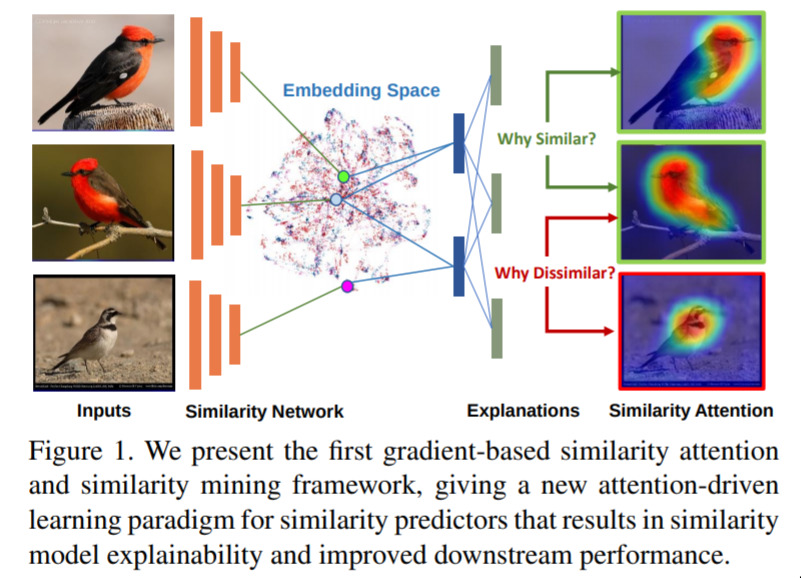 Embedding Space
Why Similar?
Why Dissimilar?
Inputs
Similarity Network
Explanations
Similarity Attention
Figure 1. We present the first gradient-based similarity attention
and similarity mining framework, giving a new attention-driven
learning paradigm for similarity predictors that results in similarity
model explainability and improved downstream performance.